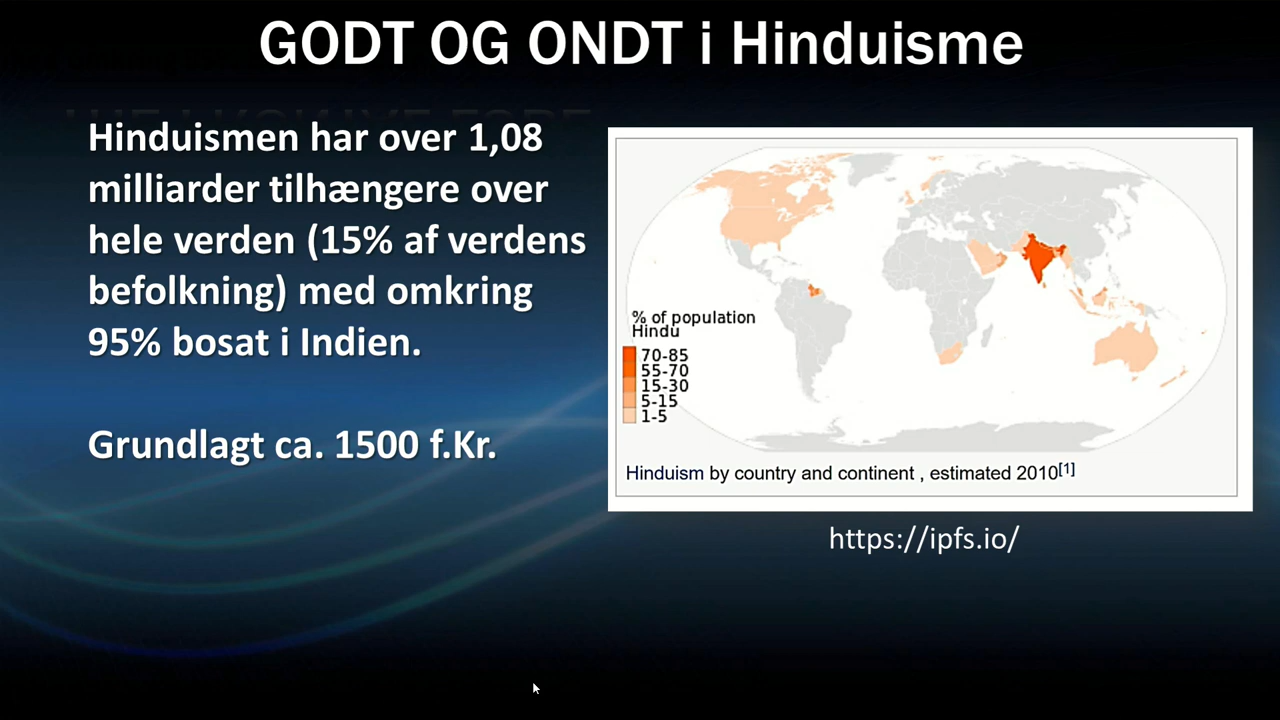 GODT OG ONDT i Hinduisme
Hinduismen har over 1,08
milliarder tilhængere over
hele verden (15% af verdens
befolkning) med omkring
95% bosat i Indien.
Grundlagt ca. 1500 f.Kr.
% of population
Hindu
70-85
55-70
15-30
5-15
1-5
Hinduism by country and continent , estimated 2010[1]
https://ipfs.io/